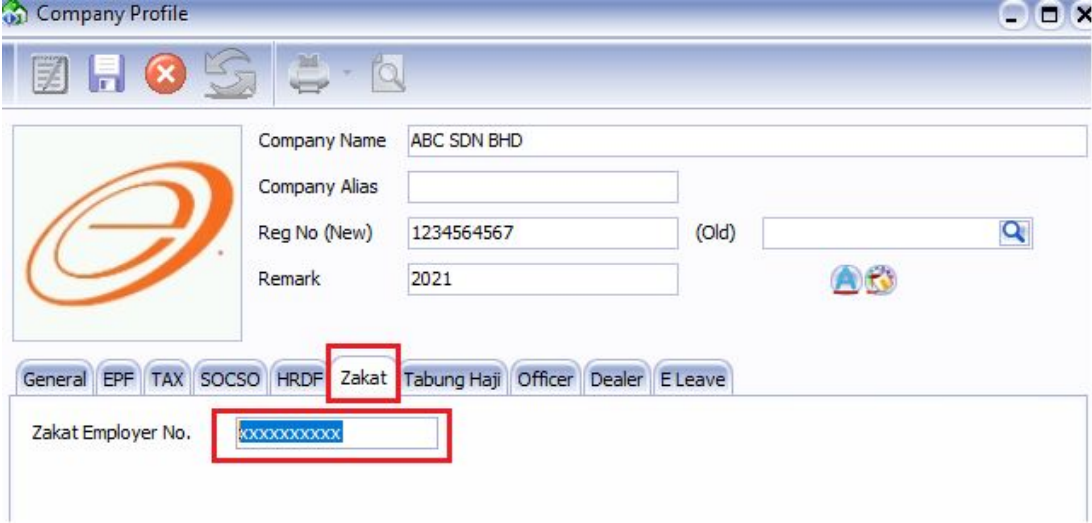 Company Profile
Company Name ABC SDN BHD
Company Alias
Reg No (New) 1234564567 (Old)
Remark 2021
General EPF TAX SOCSO HRDF Zakat Tabung Haji Officer Dealer E Leave
Zakat Employer No. xxxxxxxxxx